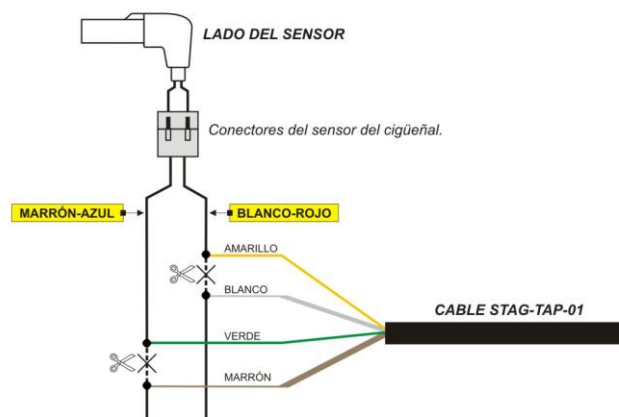 LADO DEL SENSOR
Conectores del sensor del cigüeñal.
MARRÓN-AZUL
BLANCO-ROJO
AMARILLO
BLANCO
CABLE STAG-TAP-01
VERDE
MARRÓN